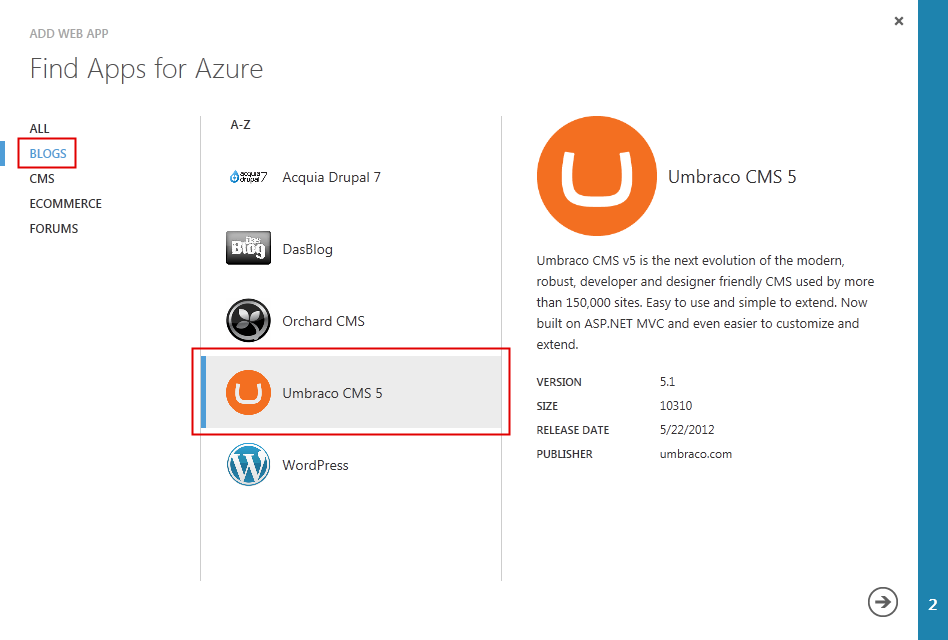 ADD WEB APP
Find Apps for Azure
ALL
BLOGS
CMS
ECOMMERCE
FORUMS
A-Z
acquia
drupal 7
Acquia Drupal 7
Das
Blog
DasBlog
Orchard CMS
Umbraco CMS 5
WordPress
Umbraco CMS 5
Umbraco CMS v5 is the next evolution of the modern,
robust, developer and designer friendly CMS used by more
than 150,000 sites. Easy to use and simple to extend. Now
built on ASP.NET MVC and even easier to customize and
extend.
VERSION 5.1
SIZE 10310
RELEASE DATE 5/22/2012
PUBLISHER umbraco.com
2